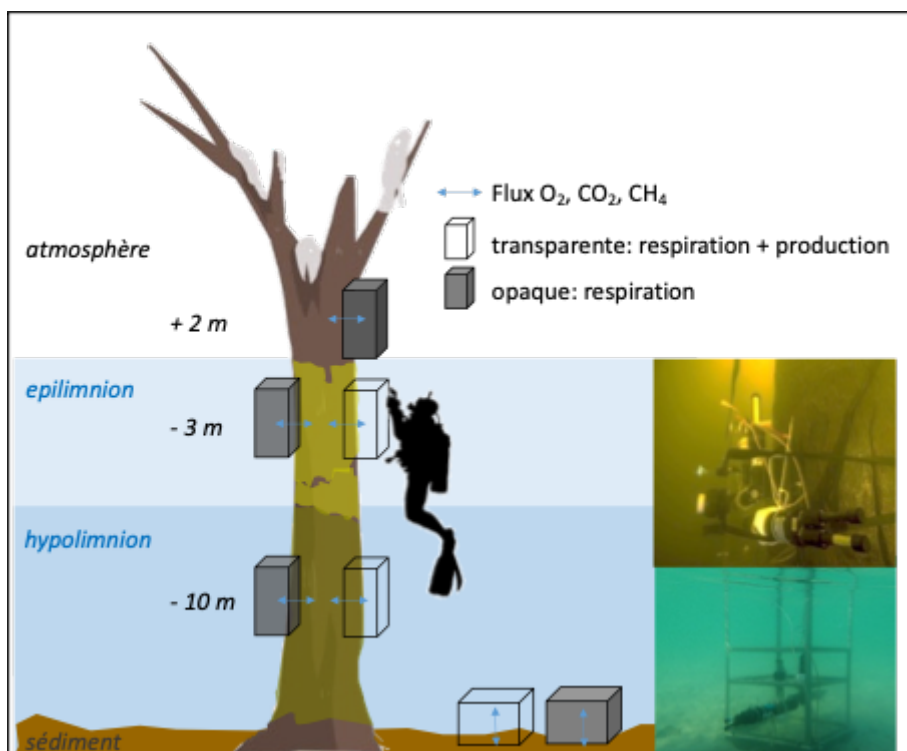 Flux O₂, CO₂, CH₄
transparente: respiration + production
opaque: respiration
atmosphère
+ 2 m
epilimnion
- 3 m
hypolimnion
- 10 m
sédiment